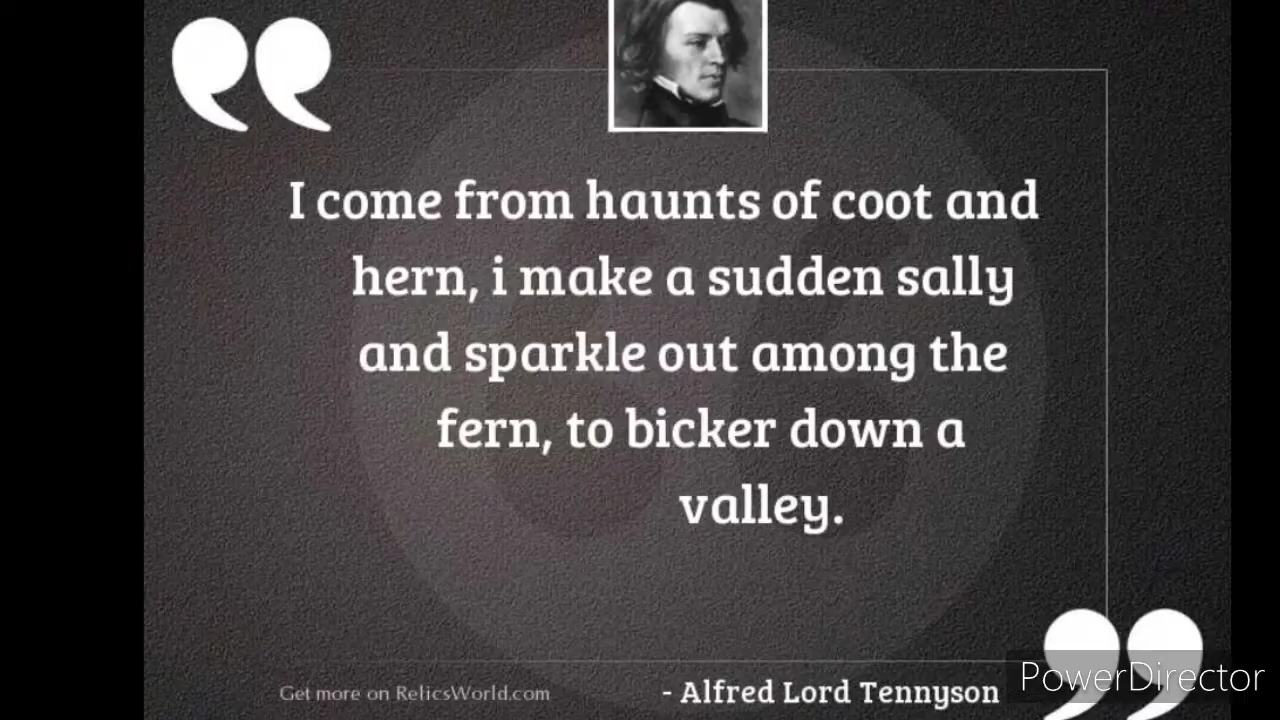 I come from haunts of coot and
hern, i make a sudden sally
and sparkle out among the
fern, to bicker down a
valley.
Get more on RelicsWorld.com
- Alfred Lord Tennyson
PowerDirector